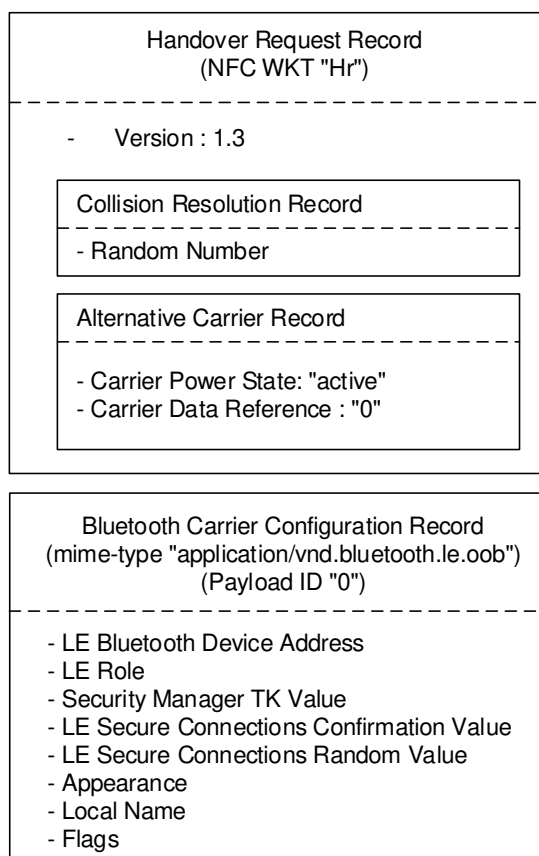 Handover Request Record
(NFC WKT "Hr")
- Version : 1.3
Collision Resolution Record
- Random Number
Alternative Carrier Record
- Carrier Power State: "active"
- Carrier Data Reference : "0"
Bluetooth Carrier Configuration Record
(mime-type "application/vnd.bluetooth.le.oob")
(Payload ID "0")
- LE Bluetooth Device Address
- LE Role
- Security Manager TK Value
- LE Secure Connections Confirmation Value
- LE Secure Connections Random Value
- Appearance
- Local Name
- Flags